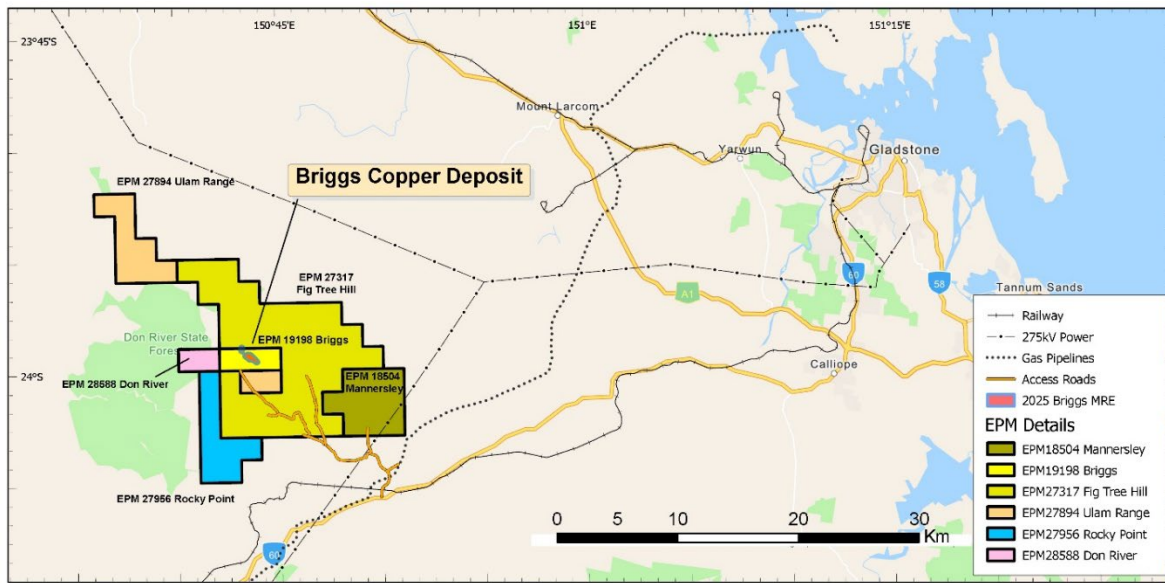 150°45'E
151°E
151°15'E
23°45'S
Mount Larcom
Yarwun
Gladstone
Briggs Copper Deposit
EPM 27894 Ulam Range
EPM 27317
Fig Tree Hill
60
58
A1
Tannum Sands
Don River State
Fores
EPM 19198 Briggs
EPM 28588 Don River
24°S
EPM 18504
Mannersley
Calliope
EPM 27956 Rocky Point
60
0 5 10 20 30
Km
Railway
275kV Power
Gas Pipelines
Access Roads
2025 Briggs MRE
EPM Details
EPM18504 Mannersley
EPM19198 Briggs
EPM27317 Fig Tree Hill
EPM27894 Ulam Range
EPM27956 Rocky Point
EPM28588 Don River